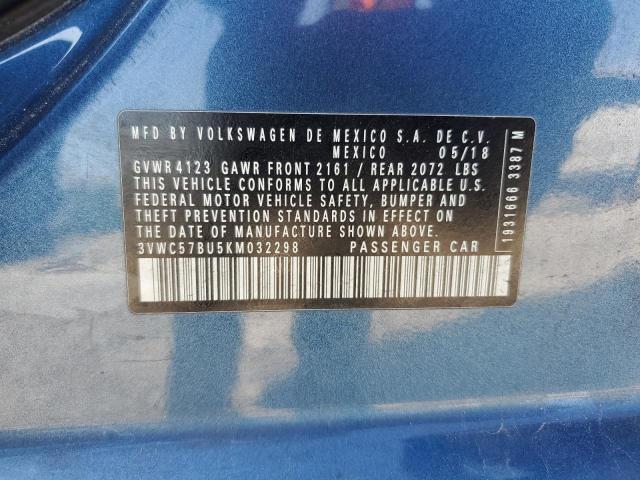 MFD BY VOLKSWAGEN DE MEXICO S.A. DE C.V.
MEXICO 05/18
GVWR 4123 GAWR FRONT 2161 / REAR 2072 LBS
THIS VEHICLE CONFORMS TO ALL APPLICABLE U.S.
FEDERAL MOTOR VEHICLE SAFETY, BUMPER AND
THEFT PREVENTION STANDARDS IN EFFECT ON
THE DATE OF MANUFACTURE SHOWN ABOVE.
3VWC57BU5KM032298 PASSENGER CAR
1931666 3387 M